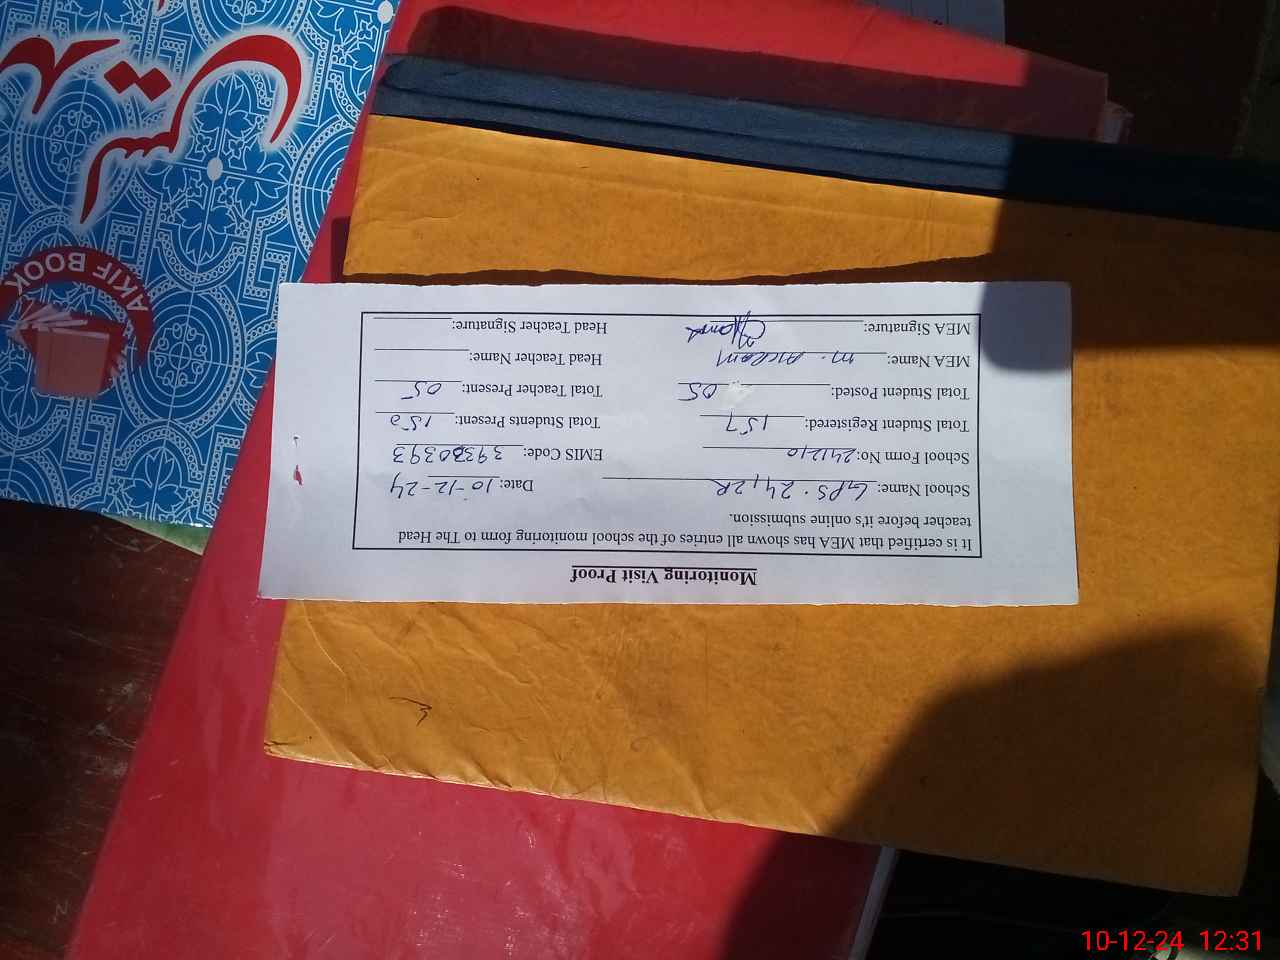 Monitoring Visit Proof
It is certified that MEA has shown all entries of the school monitoring form to The Head
teacher before it's online submission.
School Name: GPS. 24/2R Date: 10-12-24
School Form No: 241210 EMIS Code: 39330393
Total Student Registered: 157 Total Students Present: 150
Total Student Posted: 05 Total Teacher Present: 05
MEA Name: M. Akram Head Teacher Name:
MEA Signature: Head Teacher Signature:
AKIF BOOK
10-12-24 12:31